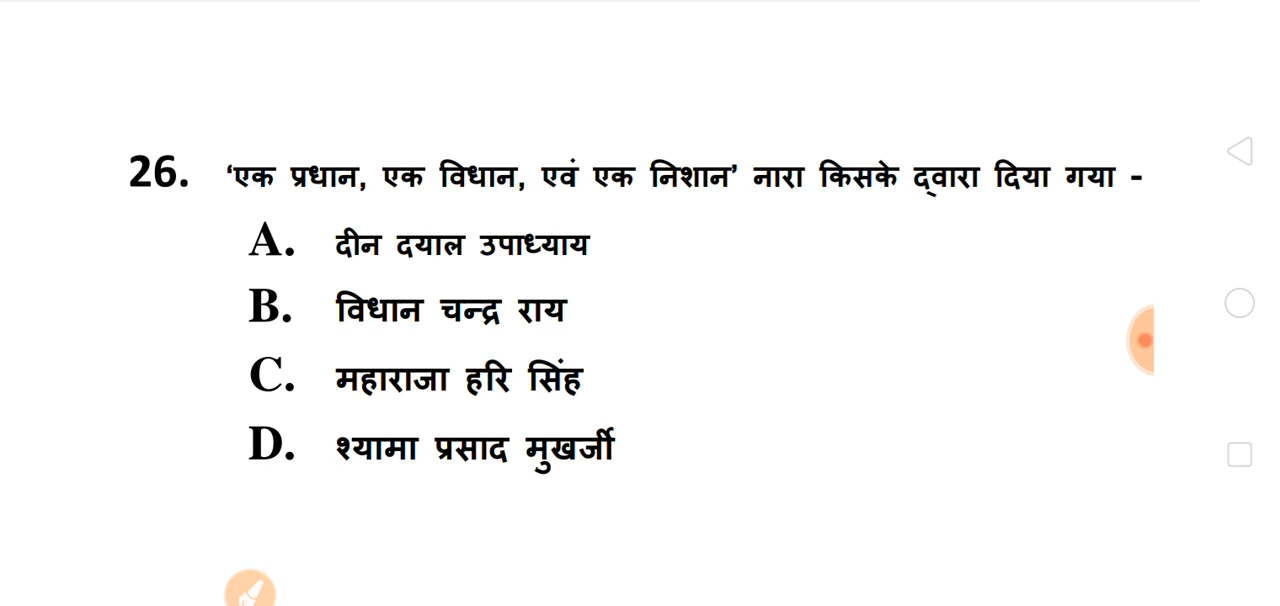 26. ‘एक प्रधान, एक विधान, एवं एक निशान’ नारा किसके द्वारा दिया गया -
A. दीन दयाल उपाध्याय
B. विधान चन्द्र राय
C. महाराजा हरि सिंह
D. श्यामा प्रसाद मुखर्जी